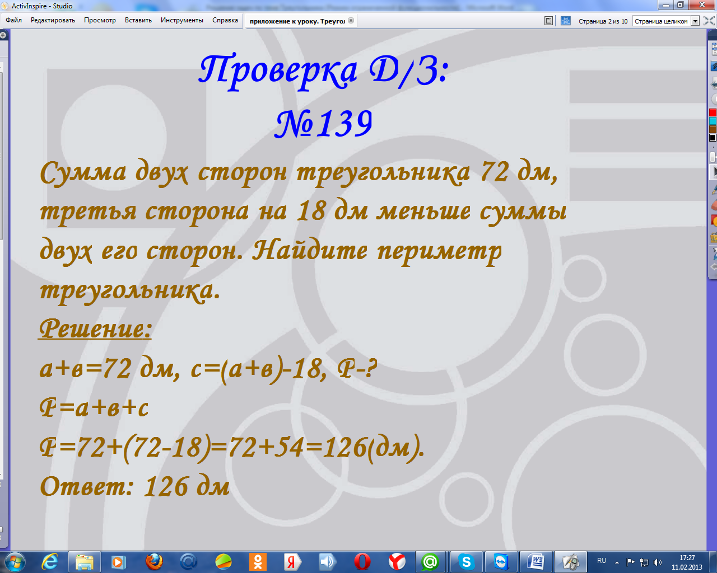 ActivInspire - Studio
Файл Редактировать Просмотр Вставить Инструменты Справка приложение к уроку. Треугол Страница 2 из 10 Страница целиком
Проверка Д/З:
№139
Сумма двух сторон треугольника 72 дм,
третья сторона на 18 дм меньше суммы
двух его сторон. Найдите периметр
треугольника.
Решение:
а+в=72 дм, с=(а+в)-18, Р-?
Р=а+в+с
Р=72+(72-18)=72+54=126(дм).
Ответ: 126 дм
RU 17:27
11.02.2013